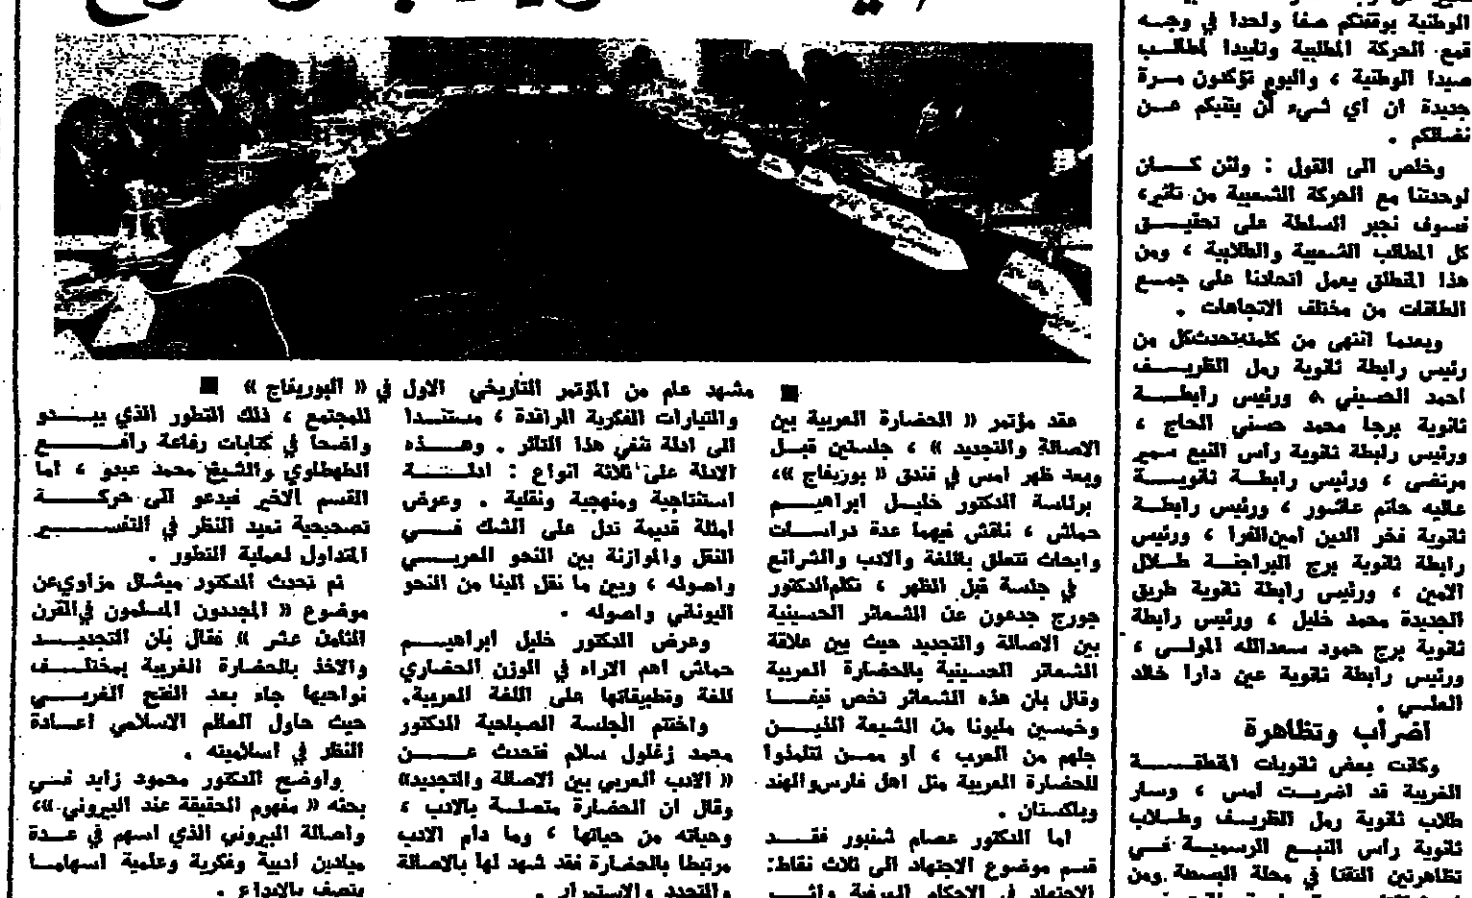 الوطنية بوقفتكم صفا واحدا في وجه
قمع الحركة المطلبية وتاييدا لمطالب
صيدا الوطنية ، واليوم تؤكدون مرة
جديدة ان اي شيء لن يثنيكم عن
نضالكم .
وخلص الى القول : ولئن كان
لوحدتنا مع الحركة الشعبية من تاثير،
فسوف نجبر السلطة على تحقيق
كل المطالب الشعبية والطلابية ، ومن
هذا المنطلق يعمل اتحادنا على جمع
الطاقات من مختلف الاتجاهات .
وبعدما انتهى من كلمته تحدث كل من
رئيس رابطة ثانوية رمل الظريف
احمد الحسيني ، ورئيس رابطة
ثانوية برجا محمد حسني الحاج ،
ورئيس رابطة ثانوية راس النبع سمير
مرتضى ، ورئيس رابطة ثانوية
عاليه حاتم عاشور ، ورئيس رابطة
ثانوية فخر الدين امين الفرا ، ورئيس
رابطة ثانوية برج البراجنة طلال
الامين ، ورئيس رابطة ثانوية طريق
الجديدة محمد خليل ، ورئيس رابطة
ثانوية برج حمود سعدالله المولى ،
ورئيس رابطة ثانوية عين دارا خالد
العلسي .
اضراب وتظاهرة
وكانت بعض ثانويات المنطقة
الغربية قد اضربت امس ، وسار
طلاب ثانوية رمل الظريف وطلاب
ثانوية راس النبع الرسمية في
تظاهرتين التقتا في محلة البسطة ومن
مشهد عام من المؤتمر التاريخي الاول في « البوريفاج »
عقد مؤتمر « الحضارة العربية بين
الاصالة والتجديد » ، جلستين قبل
وبعد ظهر امس في فندق « بوريفاج »،
برئاسة الدكتور خليل ابراهيم
حماش ، ناقش فيهما عدة دراسات
وابحاث تتعلق باللغة والادب والشرائع
في جلسة قبل الظهر ، تكلم الدكتور
جورج جدعون عن الشعائر الحسينية
بين الاصالة والتجديد حيث بين علاقة
الشعائر الحسينية بالحضارة العربية
وقال بان هذه الشعائر تخص نيفا
وخمسين مليونا من الشيعة الذين
جلهم من العرب ، او ممن تتلمذوا
للحضارة العربية مثل اهل فارس والهند
وباكستان .
اما الدكتور عصام شنبور فقد
قسم موضوع الاجتهاد الى ثلاث نقاط:
الاجتهاد في الاحكام العرفية
والتيارات الفكرية الرافدة ، مستندا
الى ادلة تنفي هذا التاثر . وهذه
الادلة على ثلاثة انواع : ادلة
استنتاجية ومنهجية ونقلية . وعرض
امثلة قديمة تدل على الشك في
النقل والموازنة بين النحو العربي
واصوله ، وبين ما نقل الينا من النحو
اليوناني واصوله .
وعرض الدكتور خليل ابراهيم
حماش اهم الاراء في الوزن الحضاري
للغة وتطبيقاتها على اللغة العربية.
واختتم الجلسة الصباحية الدكتور
محمد زغلول سلام فتحدث عن
« الادب العربي بين الاصالة والتجديد»
وقال ان الحضارة متصلة بالادب ،
وحياته من حياتها ، وما دام الادب
مرتبطا بالحضارة فقد شهد لها بالاصالة
والتجدد والاستمرار .
للمجتمع ، ذلك التطور الذي يبدو
واضحا في كتابات رفاعة رافع
الطهطاوي والشيخ محمد عبدو ، اما
القسم الاخير فيدعو الى حركة
تصحيحية تعيد النظر في التفسير
المتداول لعملية التطور .
ثم تحدث الدكتور ميشال مزاوي عن
موضوع « المجددون المسلمون في القرن
الثامن عشر » فقال بان التجديد
والاخذ بالحضارة الغربية بمختلف
نواحيها جاء بعد الفتح الغربي
حيث حاول العالم الاسلامي اعادة
النظر في اسلاميته .
واوضح الدكتور محمود زايد في
بحثه « مفهوم الحقيقة عند البيروني »،
واصالة البيروني الذي اسهم في عدة
ميادين ادبية وفكرية وعلمية اسهاما
يتصف بالابداع .